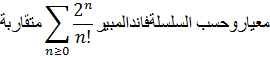 معياروحسب السلسلةفاندالمبير $\sum_{n \geq 0} \frac{2^n}{n!}$ متقاربة